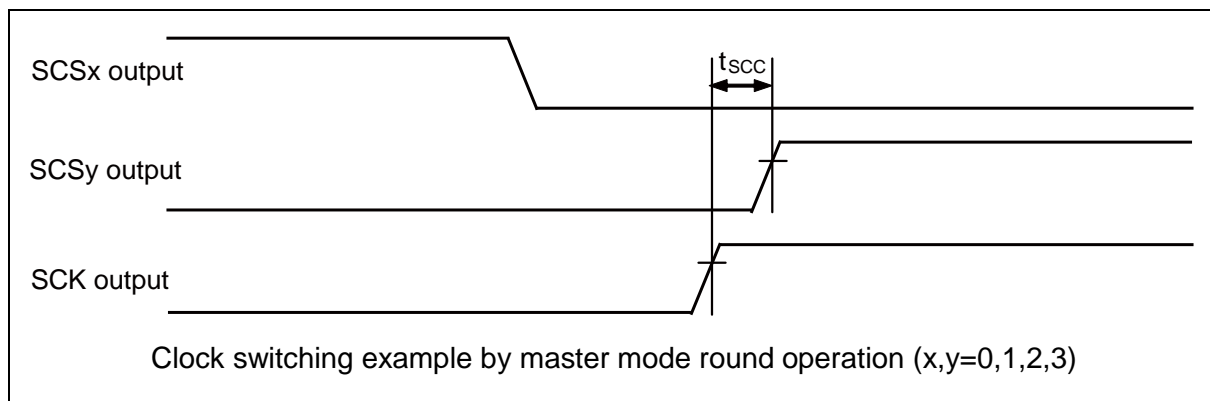 tSCC
SCSx output
SCSy output
SCK output
Clock switching example by master mode round operation (x,y=0,1,2,3)